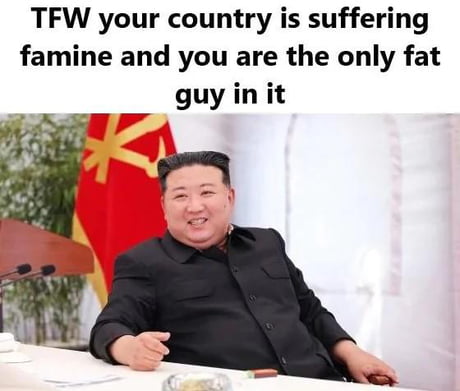 TFW your country is suffering
famine and you are the only fat
guy in it